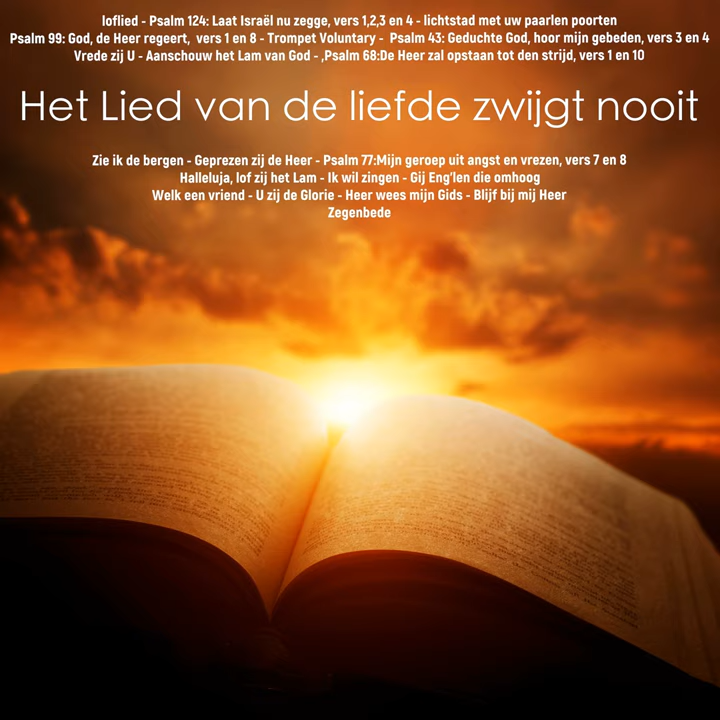 loflied - Psalm 124: Laat Israël nu zegge, vers 1,2,3 en 4 - lichtstad met uw paarlen poorten
Psalm 99: God, de Heer regeert, vers 1 en 8 - Trompet Voluntary - Psalm 43: Geduchte God, hoor mijn gebeden, vers 3 en 4
Vrede zij U - Aanschouw het Lam van God - ,Psalm 68:De Heer zal opstaan tot den strijd, vers 1 en 10
Het Lied van de liefde zwijgt nooit
Zie ik de bergen - Geprezen zij de Heer - Psalm 77:Mijn geroep uit angst en vrezen, vers 7 en 8
Halleluja, lof zij het Lam - Ik wil zingen - Gij Eng'len die omhoog
Welk een vriend - U zij de Glorie - Heer wees mijn Gids - Blijf bij mij Heer
Zegenbede